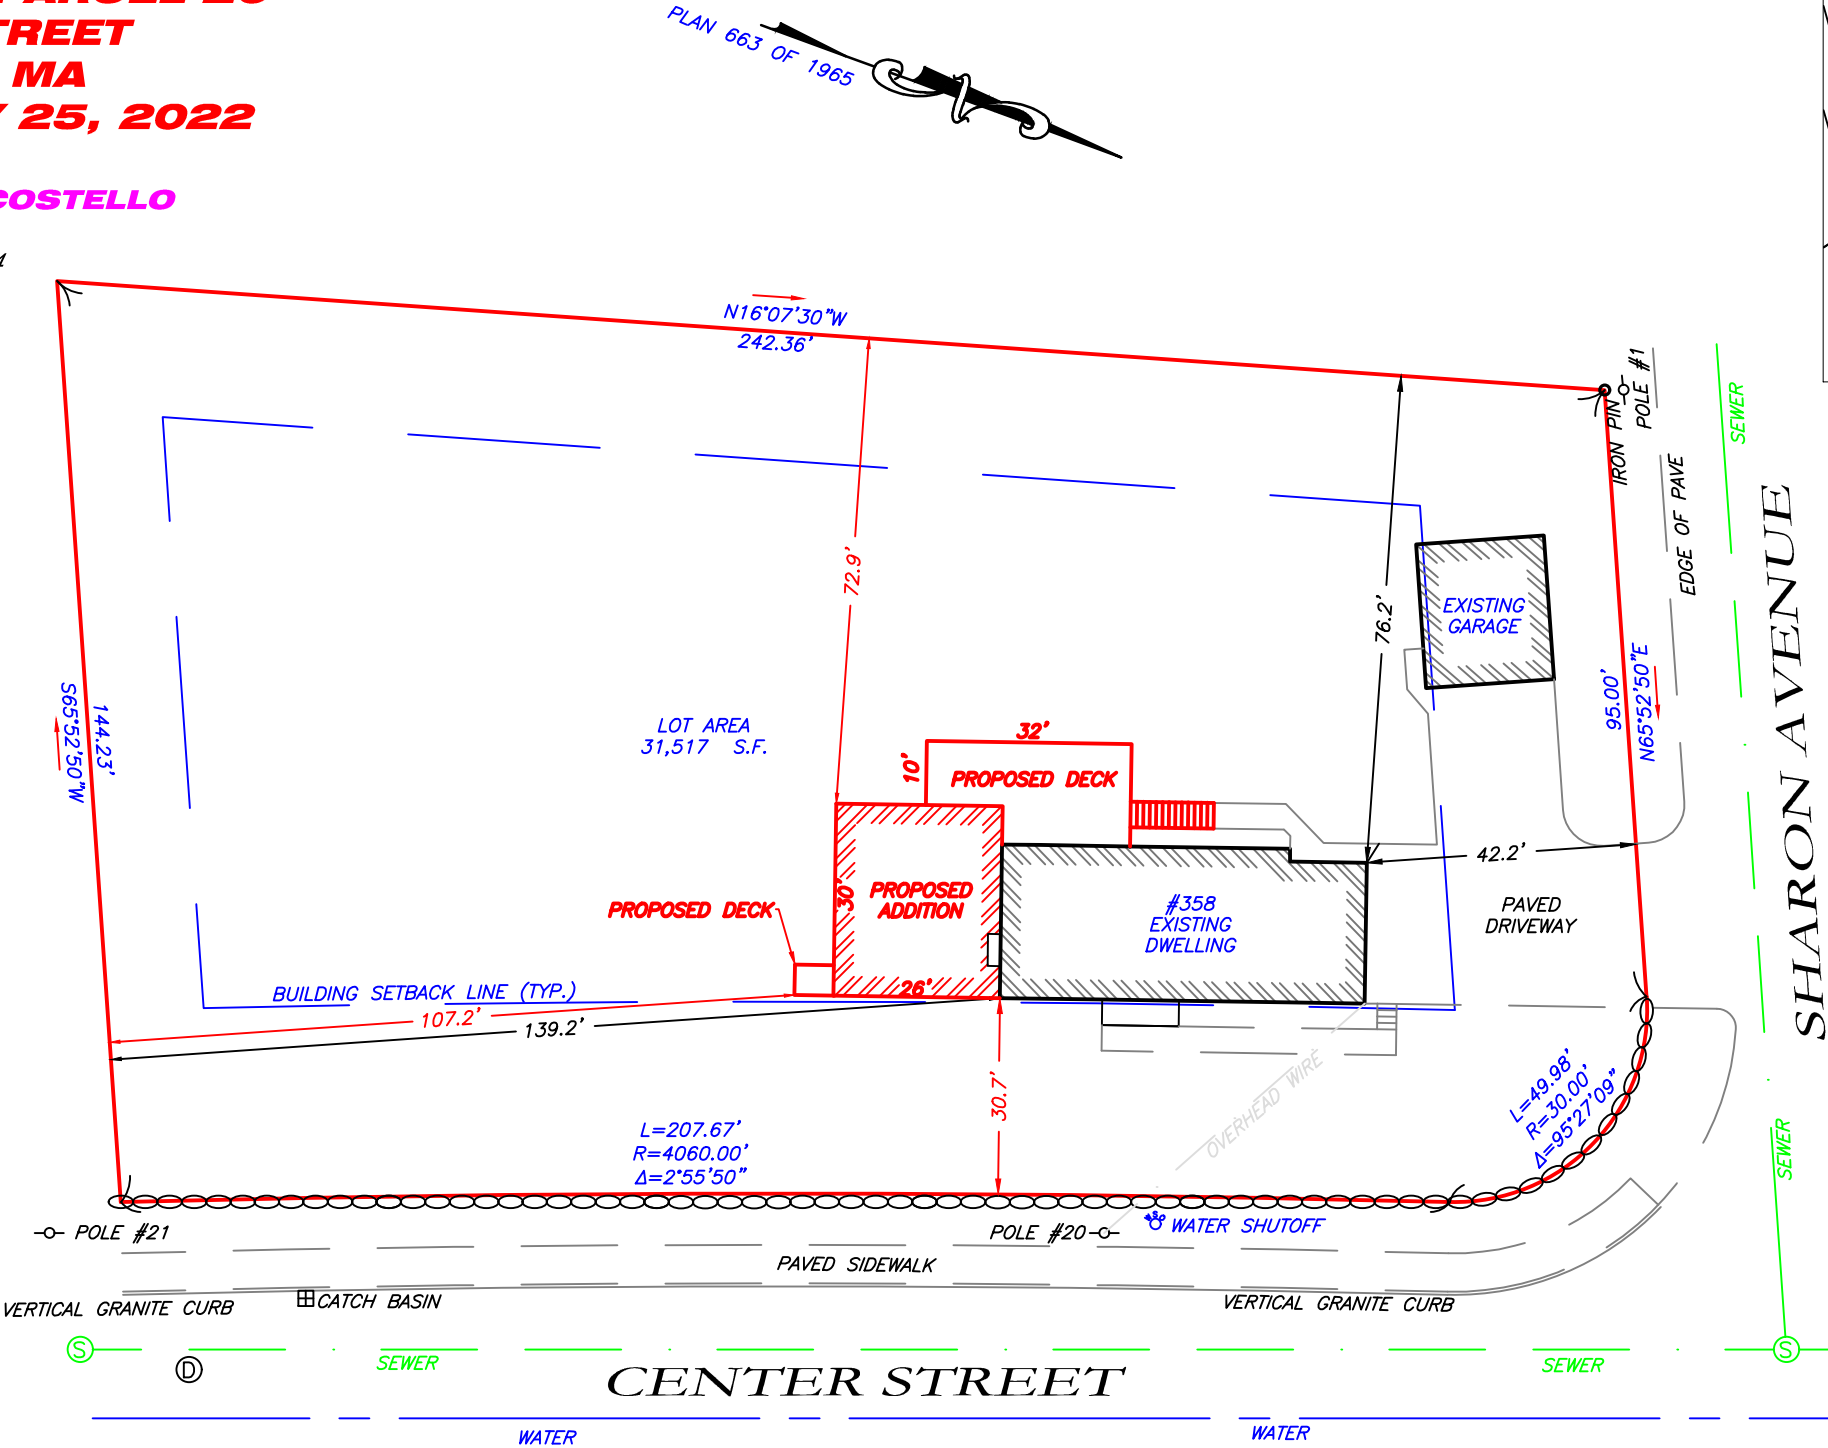 STREET
MA
25, 2022
COSTELLO
PLAN 663 OF 1965
N16°07'30"W
242.36'
POLE #1
IRON PIN
SEWER
EDGE OF PAVE
SHARON AVENUE
72.9'
76.2'
EXISTING
GARAGE
95.00'
N65°52'50"E
144.23'
S65°52'50"W
LOT AREA
31,517 S.F.
32'
10'
PROPOSED DECK
42.2'
30'
PROPOSED
ADDITION
PROPOSED DECK
#358
EXISTING
DWELLING
PAVED
DRIVEWAY
26'
BUILDING SETBACK LINE (TYP.)
107.2'
139.2'
30.7'
OVERHEAD WIRE
L=49.98'
R=30.00'
Δ=95°27'09"
L=207.67'
R=4060.00'
Δ=2°55'50"
SEWER
POLE #21
POLE #20
WSO
WATER SHUTOFF
PAVED SIDEWALK
VERTICAL GRANITE CURB
CATCH BASIN
VERTICAL GRANITE CURB
S
D
SEWER
CENTER STREET
SEWER
S
WATER
WATER